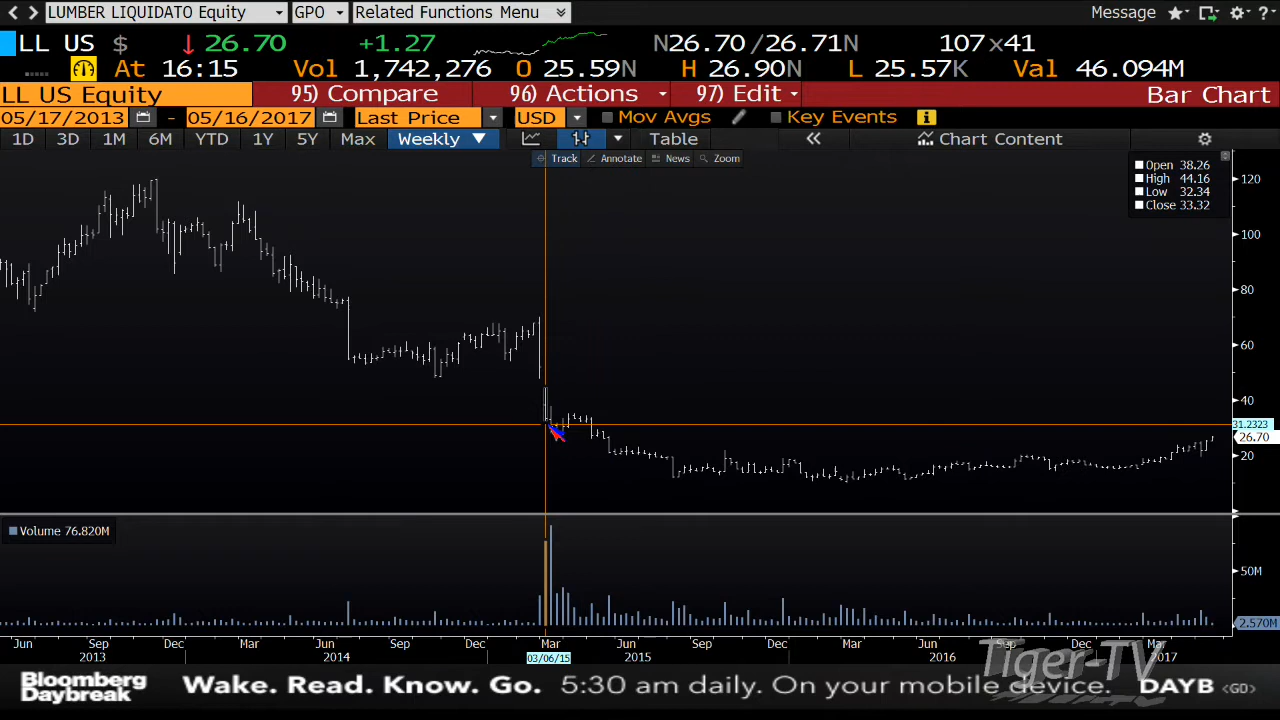 LUMBER LIQUIDATO Equity GPO Related Functions Menu Message
LL US $ 26.70 +1.27 N26.70/26.71N 107x41
At 16:15 Vol 1,742,276 O 25.59N H 26.90N L 25.57K Val 46.094M
LL US Equity 95) Compare 96) Actions 97) Edit Bar Chart
05/17/2013 - 05/16/2017 Last Price USD Mov Avgs Key Events
1D 3D 1M 6M YTD 1Y 5Y Max Weekly ▼ Table « Chart Content
Track Annotate News Zoom
Open 38.26
High 44.16
Low 32.34
Close 33.32
120
100
80
60
40
31.2323
26.70
20
Volume 76.820M
50M
2.570M
Jun Sep Dec Mar Jun Sep Dec Mar Jun Sep Dec Mar Jun Sep Dec Mar
2013 2014 03/06/15 2015 2016 2017
Tiger-TV
Bloomberg
Daybreak
Wake. Read. Know. Go. 5:30 am daily. On your mobile device. DAYB <GO>